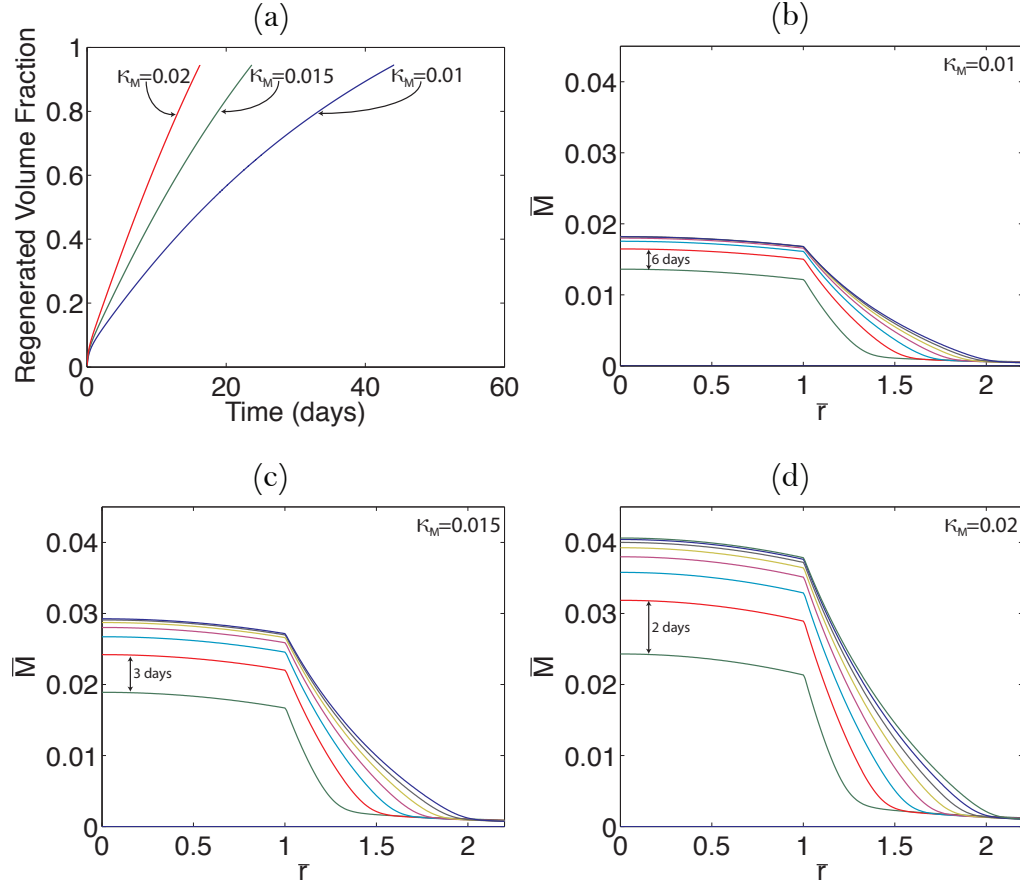 (a)
1
0.8
0.6
0.4
0.2
0
Regenerated Volume Fraction
κM=0.02
κM=0.015
κM=0.01
0 20 40 60
Time (days)
(b)
κM=0.01
0.04
0.03
0.02
0.01
0
M̄
6 days
0 0.5 1 1.5 2
r̄
(c)
κM=0.015
0.04
0.03
0.02
0.01
0
M̄
3 days
0 0.5 1 1.5 2
r̄
(d)
κM=0.02
0.04
0.03
0.02
0.01
0
M̄
2 days
0 0.5 1 1.5 2
r̄